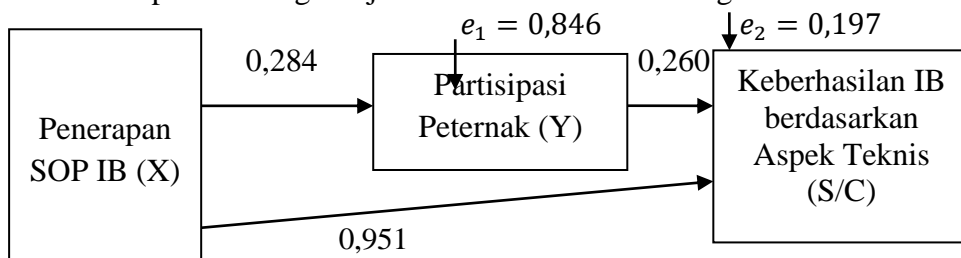 e₁ = 0,846
e₂ = 0,197
0,284
0,260
Partisipasi
Peternak (Y)
Keberhasilan IB
berdasarkan
Aspek Teknis
(S/C)
Penerapan
SOP IB (X)
0,951